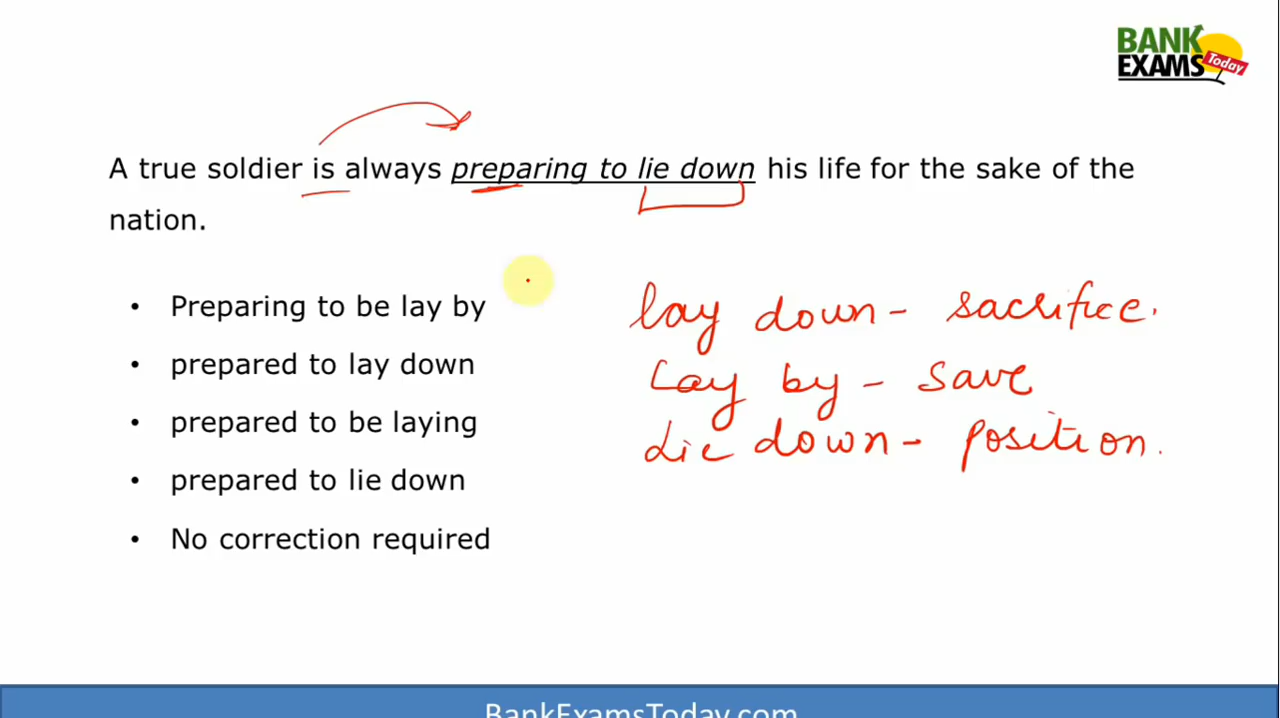 BANK
EXAMS Today
A true soldier is always preparing to lie down his life for the sake of the
nation.
• Preparing to be lay by
• prepared to lay down
• prepared to be laying
• prepared to lie down
• No correction required
lay down - sacrifice.
Lay by - save
Lie down - position.
BankExamsToday.com